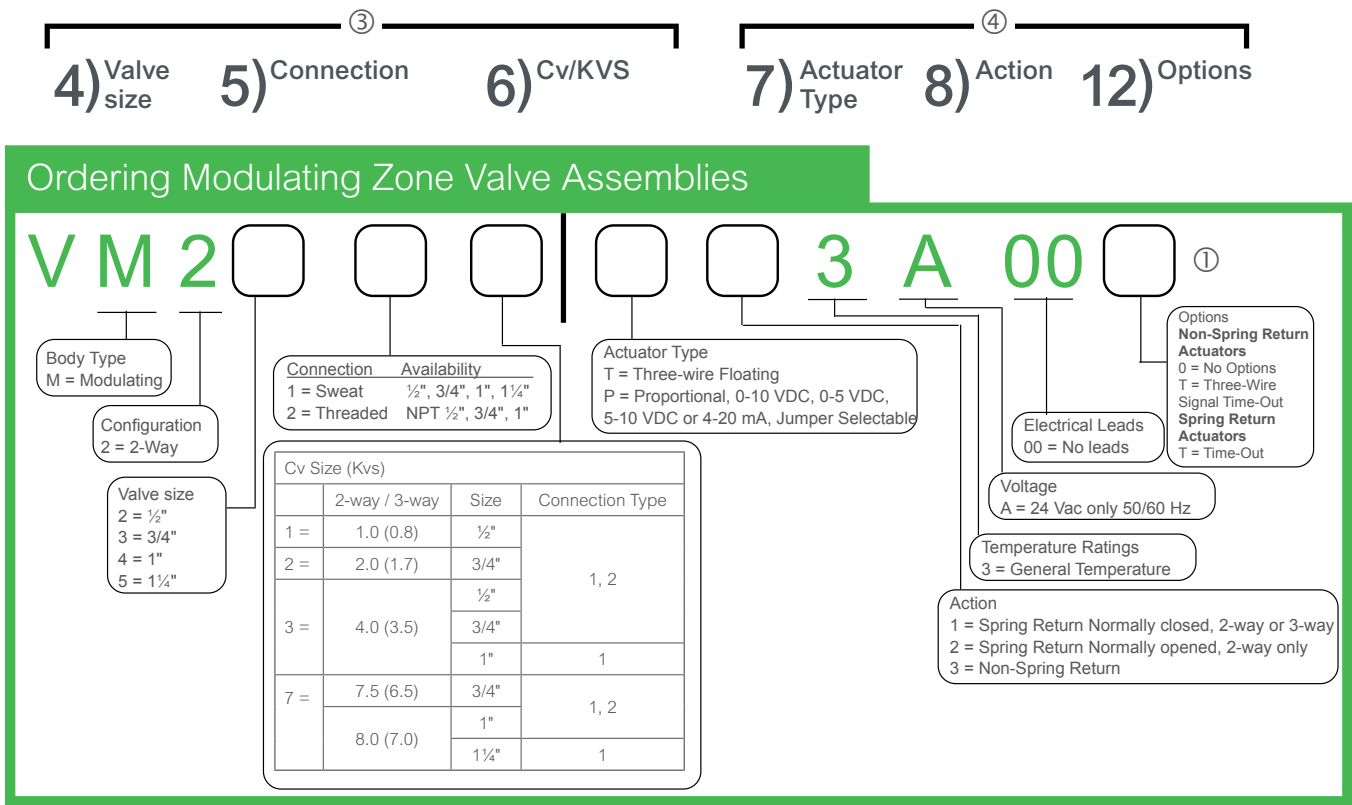 ③
④
4) Valve size
5) Connection
6) Cv/KVS
7) Actuator Type
8) Action
12) Options
Ordering Modulating Zone Valve Assemblies
V M 2 3 A 00 ①
Body Type
M = Modulating
Configuration
2 = 2-Way
Valve size
2 = ½"
3 = 3/4"
4 = 1"
5 = 1¼"
Connection Availability
1 = Sweat ½", 3/4", 1", 1¼"
2 = Threaded NPT ½", 3/4", 1"
Cv Size (Kvs)
2-way / 3-way Size Connection Type
1 = 1.0 (0.8) ½"
2 = 2.0 (1.7) 3/4"
1, 2
½"
3 = 4.0 (3.5) 3/4"
1" 1
7 = 7.5 (6.5) 3/4"
1, 2
1"
8.0 (7.0)
1¼" 1
Actuator Type
T = Three-wire Floating
P = Proportional, 0-10 VDC, 0-5 VDC,
5-10 VDC or 4-20 mA, Jumper Selectable
Action
1 = Spring Return Normally closed, 2-way or 3-way
2 = Spring Return Normally opened, 2-way only
3 = Non-Spring Return
Temperature Ratings
3 = General Temperature
Voltage
A = 24 Vac only 50/60 Hz
Electrical Leads
00 = No leads
Options
Non-Spring Return
Actuators
0 = No Options
T = Three-Wire
Signal Time-Out
Spring Return
Actuators
T = Time-Out